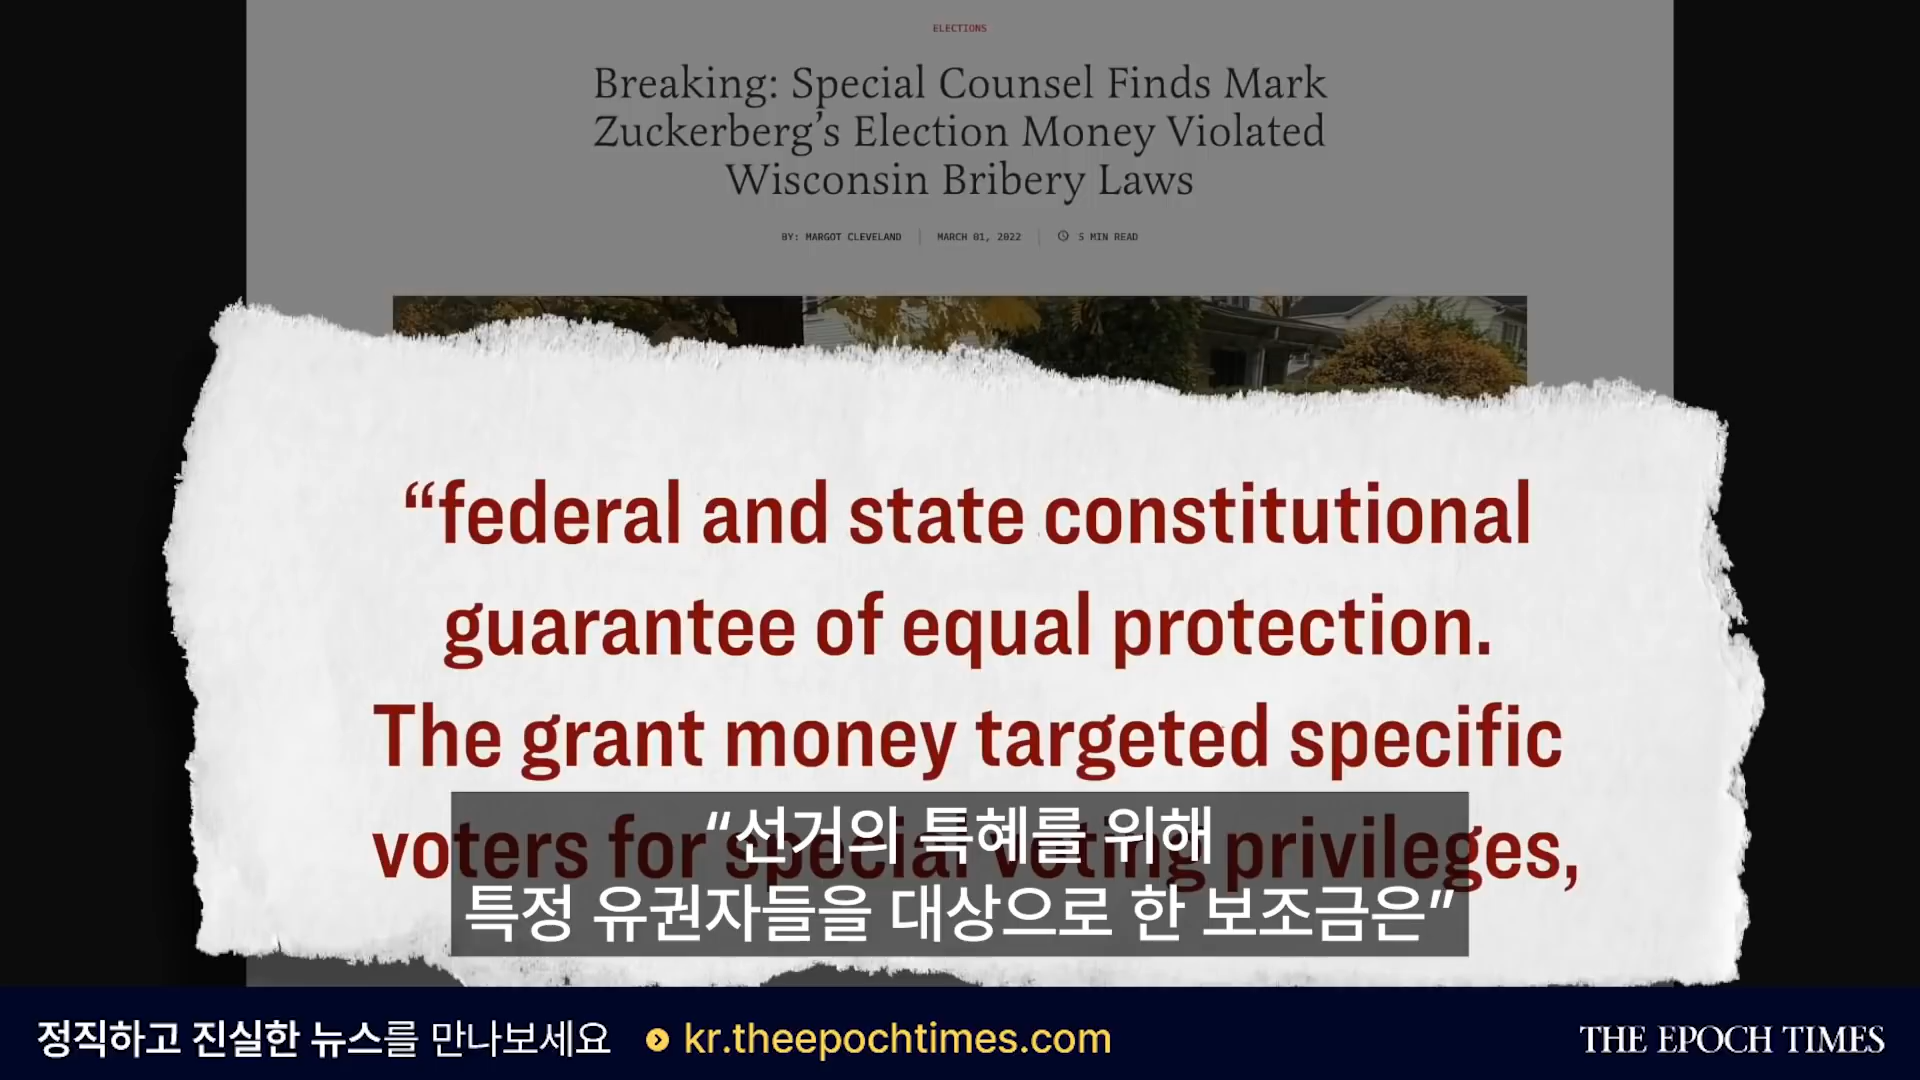 ELECTIONS
Breaking: Special Counsel Finds Mark
Zuckerberg's Election Money Violated
Wisconsin Bribery Laws
BY: MARGOT CLEVELAND | MARCH 01, 2022 | 5 MIN READ
“federal and state constitutional
guarantee of equal protection.
The grant money targeted specific
voters for special voting privileges,
“선거의 특혜를 위해
특정 유권자들을 대상으로 한 보조금은”
정직하고 진실한 뉴스를 만나보세요 kr.theepochtimes.com THE EPOCH TIMES